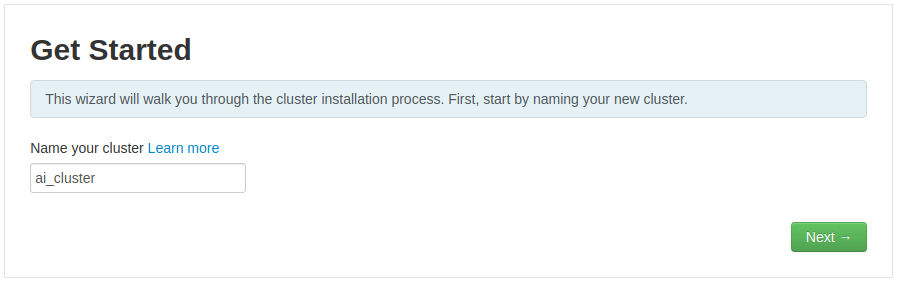 Get Started
This wizard will walk you through the cluster installation process. First, start by naming your new cluster.
Name your cluster Learn more
ai_cluster
Next →